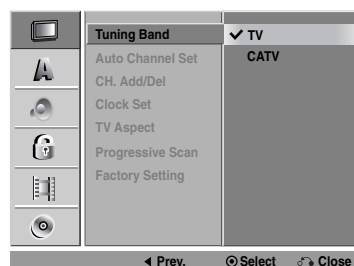 Tuning Band ✔ TV
Auto Channel Set CATV
CH. Add/Del
Clock Set
TV Aspect
Progressive Scan
Factory Setting
Prev. Select Close